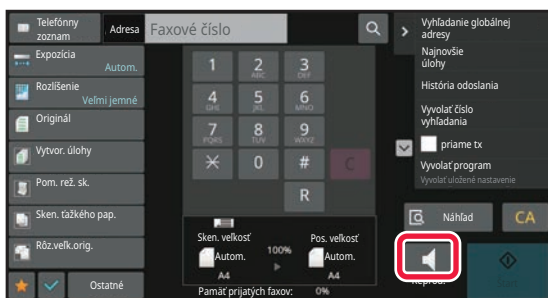 Telefónny
zoznam
Adresa
Faxové číslo
Expozícia
Autom.
Rozlíšenie
Veľmi jemné
Originál
Vytvor. úlohy
Pom. rež. sk.
Sken. ťažkého pap.
Rôz.veľk.orig.
Ostatné
1
2
ABC
3
DEF
4
GHI
5
JKL
6
MNO
7
PQRS
8
TUV
9
WXYZ
0
#
C
R
Sken. veľkosť
Autom.
A4
100%
Pos. veľkosť
Autom.
A4
Pamäť prijatých faxov: 0%
Vyhľadanie globálnej
adresy
Najnovšie
úlohy
História odoslania
Vyvolať číslo
vyhľadania
priame tx
Vyvolať program
Vyvolať uložené nastavenie
Náhľad
CA
Reprod.
Štart